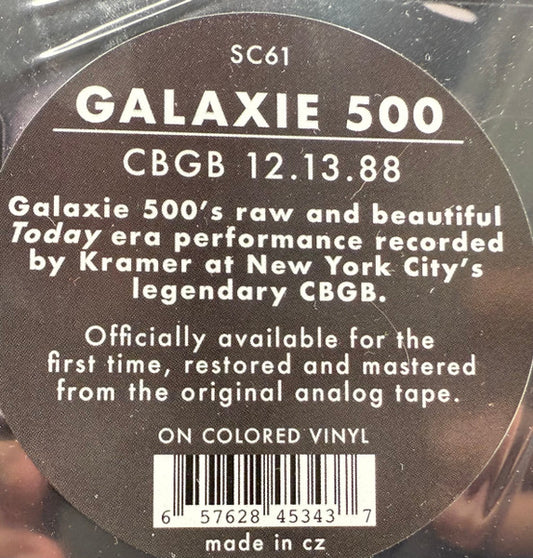 SC61
GALAXIE 500
CBGB 12.13.88
Galaxie 500's raw and beautiful
Today era performance recorded
by Kramer at New York City's
legendary CBGB.
Officially available for the
first time, restored and mastered
from the original analog tape.
ON COLORED VINYL
6 57628 45343 7
made in cz